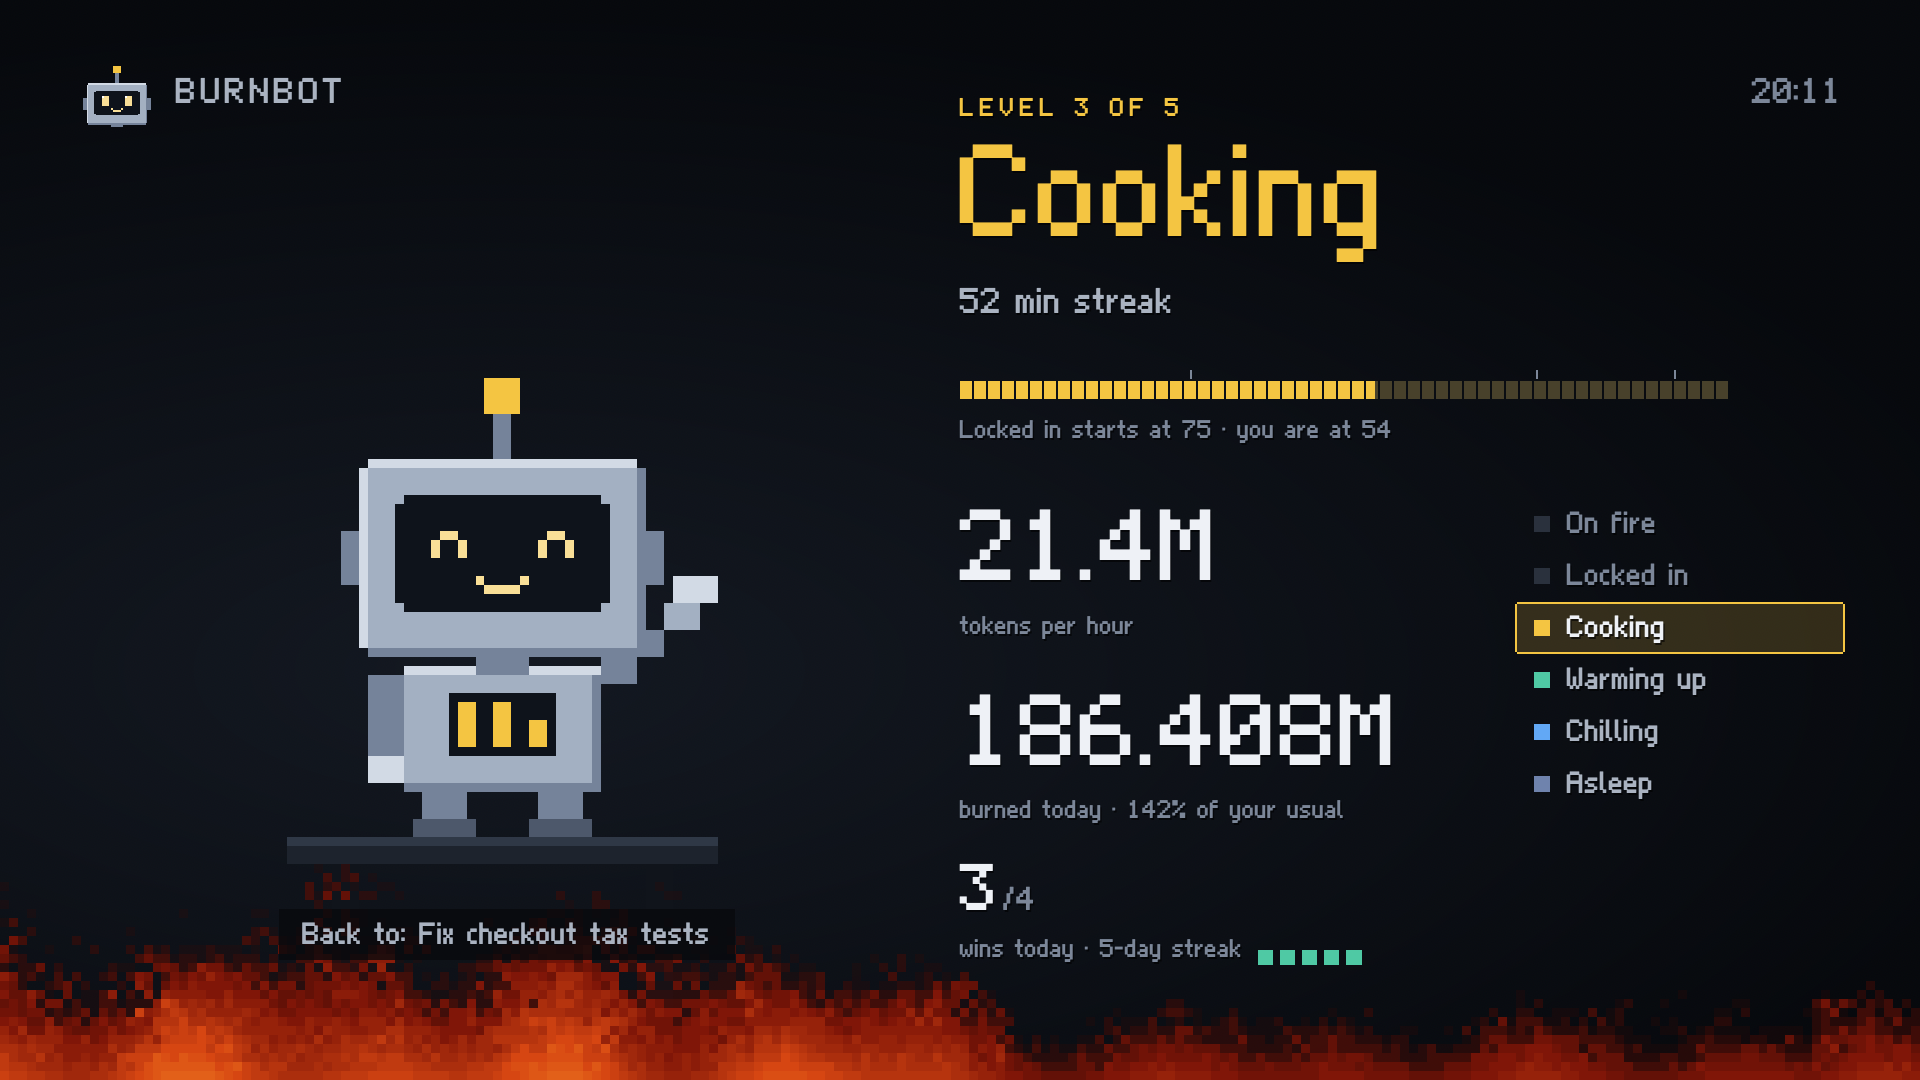 BURNBOT
20:11
LEVEL 3 OF 5
Cooking
52 min streak
Locked in starts at 75 · you are at 54
21.4M
tokens per hour
186.408M
burned today · 142% of your usual
3/4
wins today · 5-day streak
On fire
Locked in
Cooking
Warming up
Chilling
Asleep
Back to: Fix checkout tax tests